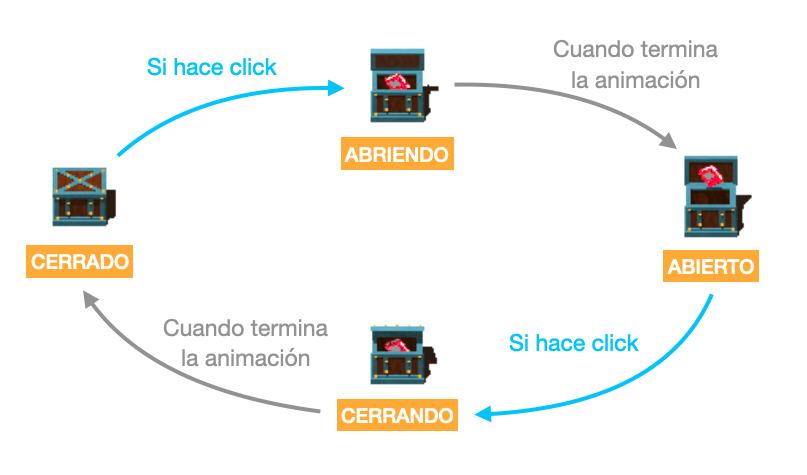 Si hace click
ABRIENDO
Cuando termina
la animación
ABIERTO
Si hace click
CERRANDO
Cuando termina
la animación
CERRADO